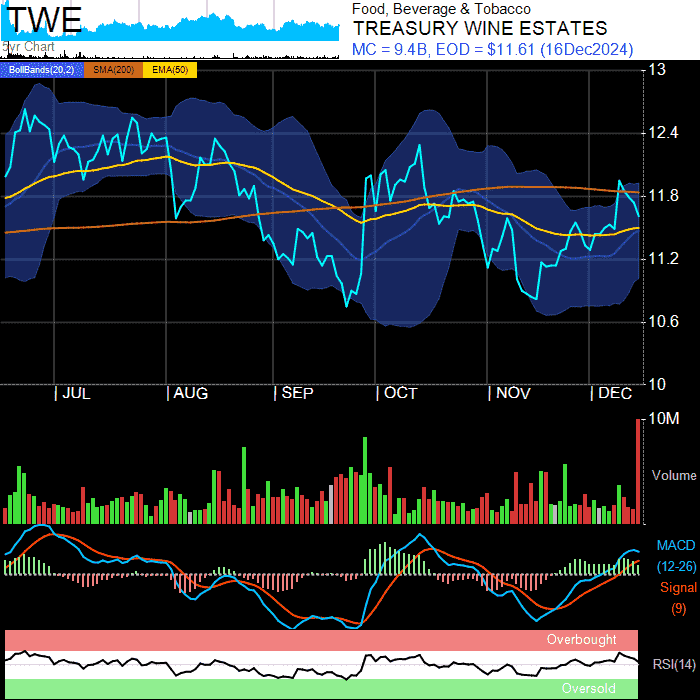 TWE
5yr Chart
Food, Beverage & Tobacco
TREASURY WINE ESTATES
MC = 9.4B, EOD = $11.61 (16Dec2024)
BollBands(20,2) SMA(200) EMA(50)
13
12.4
11.8
11.2
10.6
10
JUL AUG SEP OCT NOV DEC
10M
Volume
MACD
(12-26)
Signal
(9)
Overbought
RSI(14)
Oversold